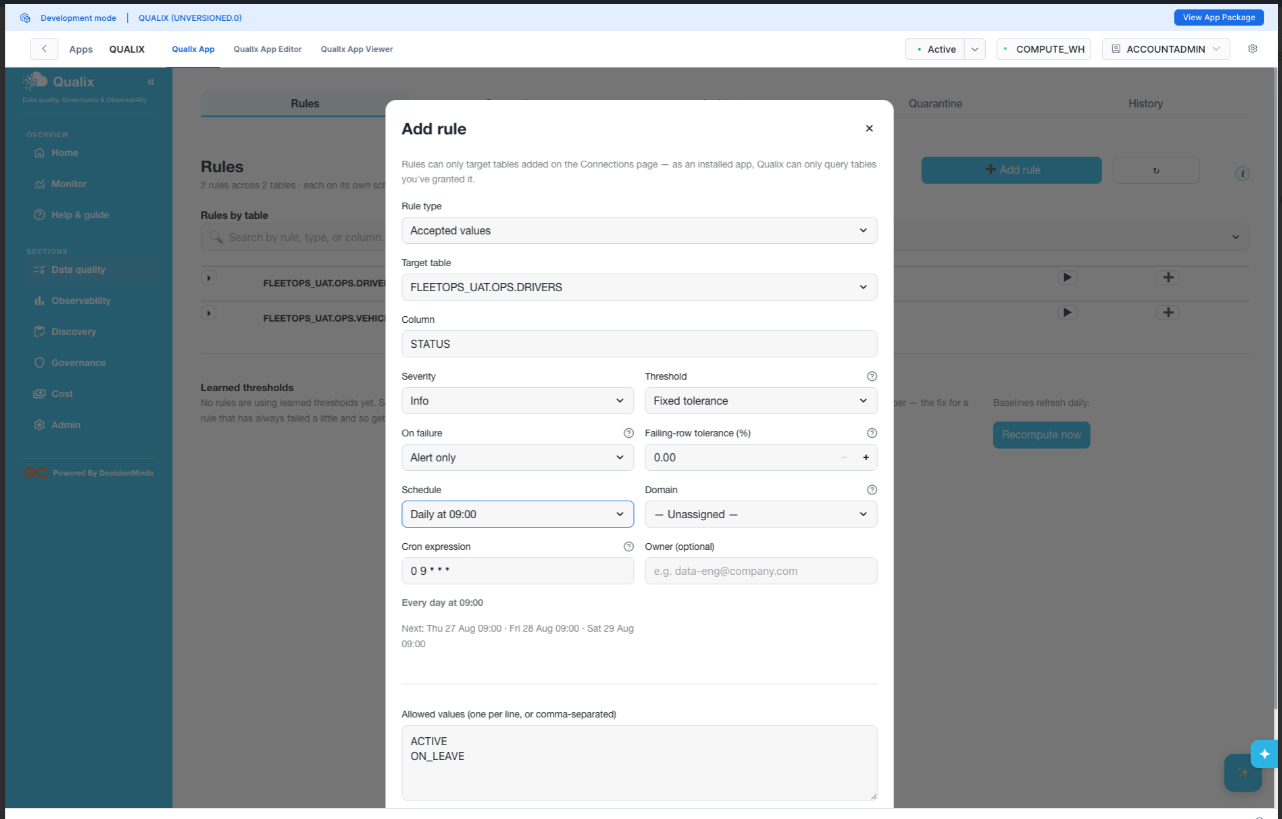 Development mode | QUALIX (UNVERSIONED.0)
View App Package
Apps QUALIX
Qualix App
Qualix App Editor
Qualix App Viewer
Active
COMPUTE_WH
ACCOUNTADMIN
Qualix
Data quality, Governance & Observability
OVERVIEW
Home
Monitor
Help & guide
SECTIONS
Data quality
Observability
Discovery
Governance
Cost
Admin
Powered By DecisionMinds
Rules
Quarantine
History
Rules
2 rules across 2 tables · each on its own sch
Add rule
Rules by table
Search by rule, type, or column.
FLEETOPS_UAT.OPS.DRIVE
FLEETOPS_UAT.OPS.VEHIC
Learned thresholds
No rules are using learned thresholds yet. S
rule that has always failed a little and so get
per — the fix for a
Baselines refresh daily.
Recompute now
Add rule
Rules can only target tables added on the Connections page — as an installed app, Qualix can only query tables
you've granted it.
Rule type
Accepted values
Target table
FLEETOPS_UAT.OPS.DRIVERS
Column
STATUS
Severity
Info
Threshold
Fixed tolerance
On failure
Alert only
Failing-row tolerance (%)
0.00
Schedule
Daily at 09:00
Domain
— Unassigned —
Cron expression
0 9 * * *
Owner (optional)
e.g. data-eng@company.com
Every day at 09:00
Next: Thu 27 Aug 09:00 · Fri 28 Aug 09:00 · Sat 29 Aug
09:00
Allowed values (one per line, or comma-separated)
ACTIVE
ON_LEAVE